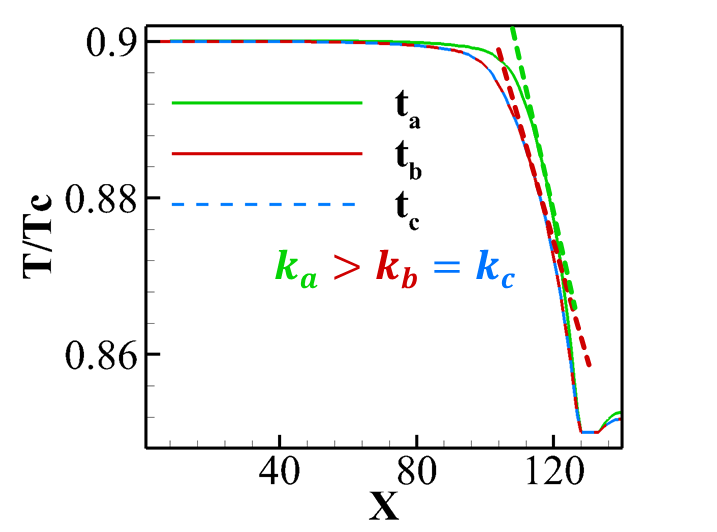 0.9
t_a
t_b
0.88
t_c
T/Tc
k_a > k_b = k_c
0.86
40
80
120
X